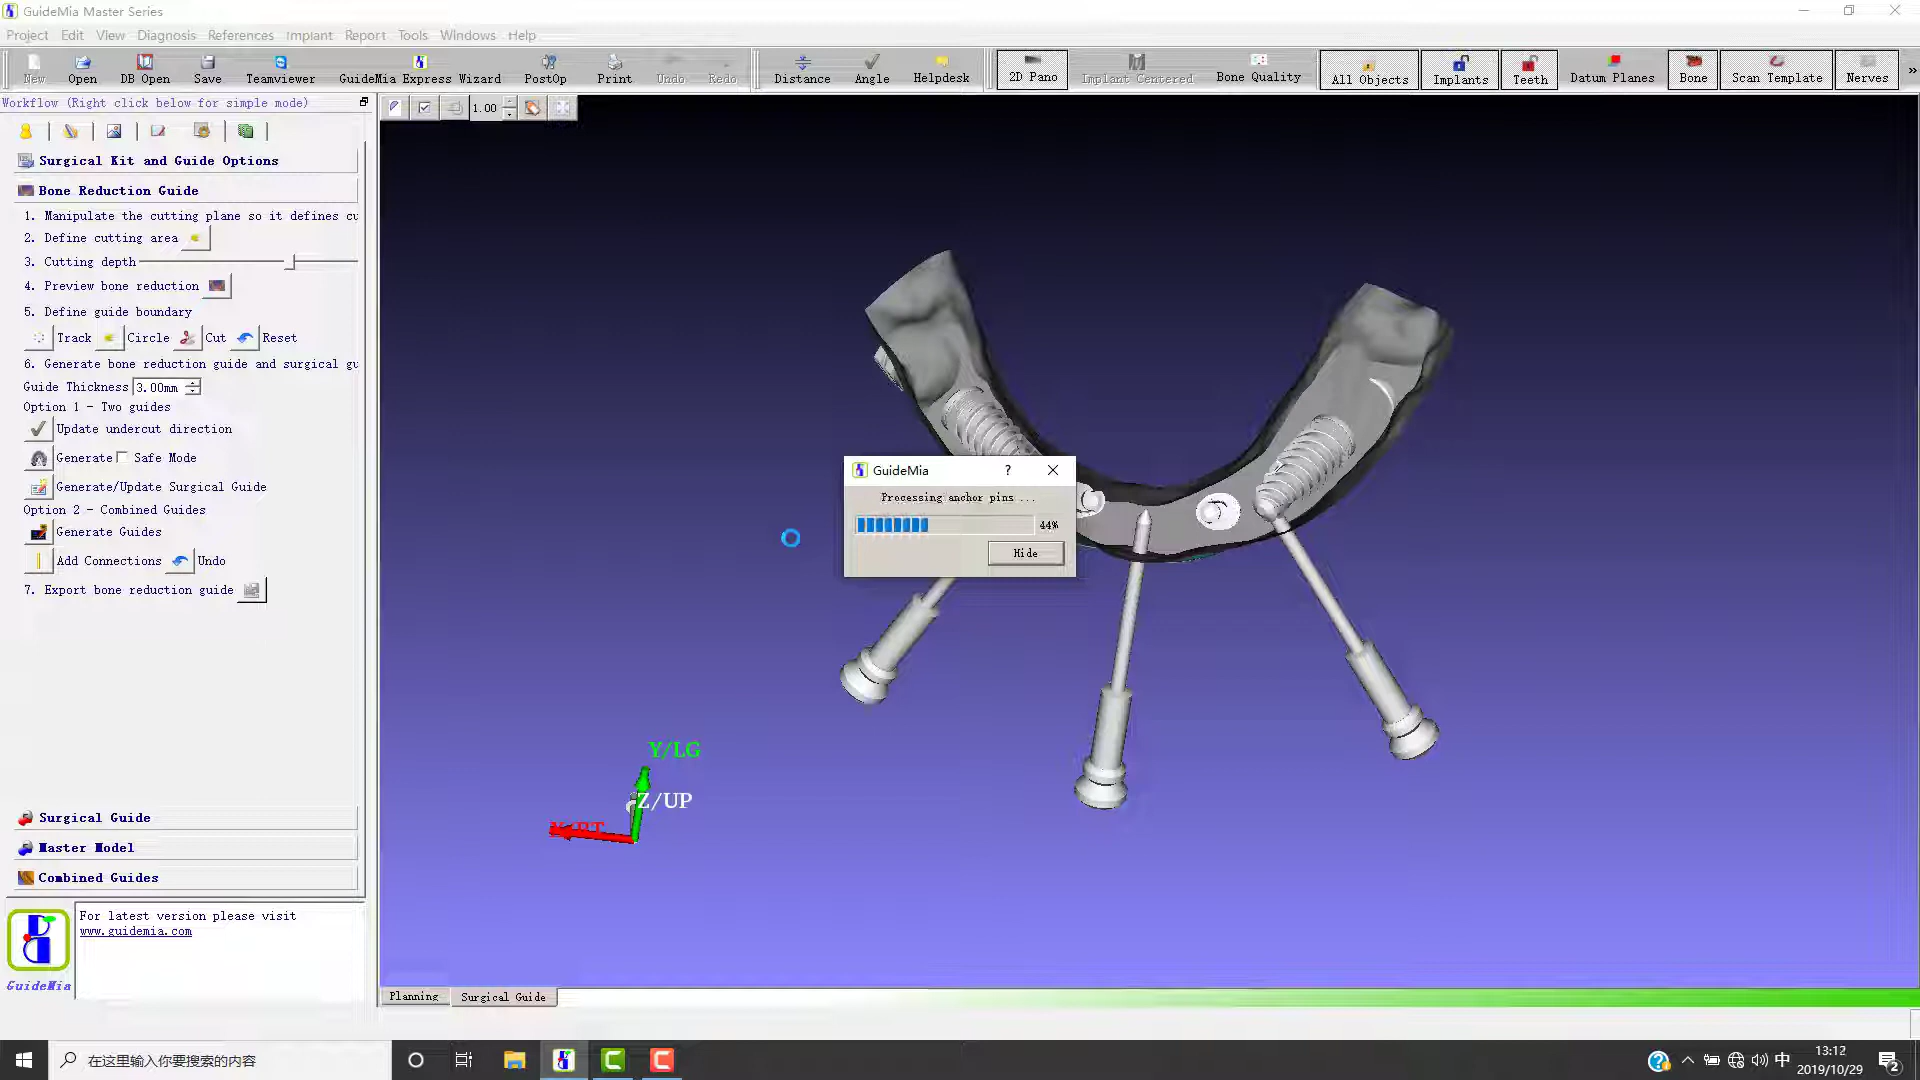 GuideMia Master Series
Project Edit View Diagnosis References Implant Report Tools Windows Help
New Open DB Open Save Teamviewer GuideMia Express Wizard PostOp Print Undo Redo Distance Angle Helpdesk 2D Pano Implant Centered Bone Quality All Objects Implants Teeth Datum Planes Bone Scan Template Nerves »
Workflow (Right click below for simple mode)
1.00
Surgical Kit and Guide Options
Bone Reduction Guide
1. Manipulate the cutting plane so it defines cu
2. Define cutting area
3. Cutting depth
4. Preview bone reduction
5. Define guide boundary
Track Circle Cut Reset
6. Generate bone reduction guide and surgical gu
Guide Thickness 3.00mm
Option 1 - Two guides
Update undercut direction
Generate Safe Mode
Generate/Update Surgical Guide
Option 2 - Combined Guides
Generate Guides
Add Connections Undo
7. Export bone reduction guide
Surgical Guide
Master Model
Combined Guides
GuideMia
For latest version please visit
www.guidemia.com
GuideMia ?
Processing anchor pins ...
44%
Hide
Y/LG
Z/UP
X/RT
Planning Surgical Guide
在这里输入你要搜索的内容
中
13:12
2019/10/29
2